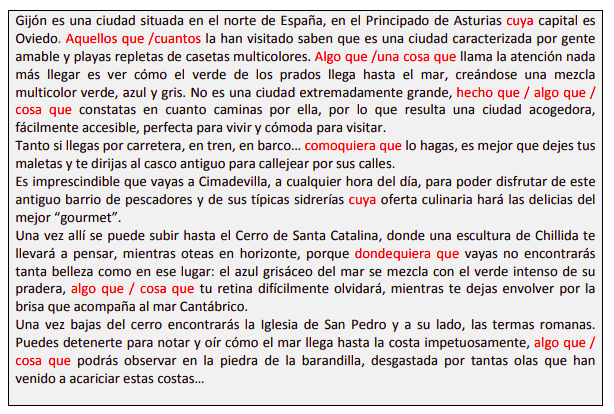 Gijón es una ciudad situada en el norte de España, en el Principado de Asturias cuya capital es
Oviedo. Aquellos que /cuantos la han visitado saben que es una ciudad caracterizada por gente
amable y playas repletas de casetas multicolores. Algo que /una cosa que llama la atención nada
más llegar es ver cómo el verde de los prados llega hasta el mar, creándose una mezcla
multicolor verde, azul y gris. No es una ciudad extremadamente grande, hecho que / algo que /
cosa que constatas en cuanto caminas por ella, por lo que resulta una ciudad acogedora,
fácilmente accesible, perfecta para vivir y cómoda para visitar.
Tanto si llegas por carretera, en tren, en barco… comoquiera que lo hagas, es mejor que dejes tus
maletas y te dirijas al casco antiguo para callejear por sus calles.
Es imprescindible que vayas a Cimadevilla, a cualquier hora del día, para poder disfrutar de este
antiguo barrio de pescadores y de sus típicas sidrerías cuya oferta culinaria hará las delicias del
mejor “gourmet”.
Una vez allí se puede subir hasta el Cerro de Santa Catalina, donde una escultura de Chillida te
llevará a pensar, mientras oteas en horizonte, porque dondequiera que vayas no encontrarás
tanta belleza como en ese lugar: el azul grisáceo del mar se mezcla con el verde intenso de su
pradera, algo que / cosa que tu retina difícilmente olvidará, mientras te dejas envolver por la
brisa que acompaña al mar Cantábrico.
Una vez bajas del cerro encontrarás la Iglesia de San Pedro y a su lado, las termas romanas.
Puedes detenerte para notar y oír cómo el mar llega hasta la costa impetuosamente, algo que /
cosa que podrás observar en la piedra de la barandilla, desgastada por tantas olas que han
venido a acariciar estas costas…